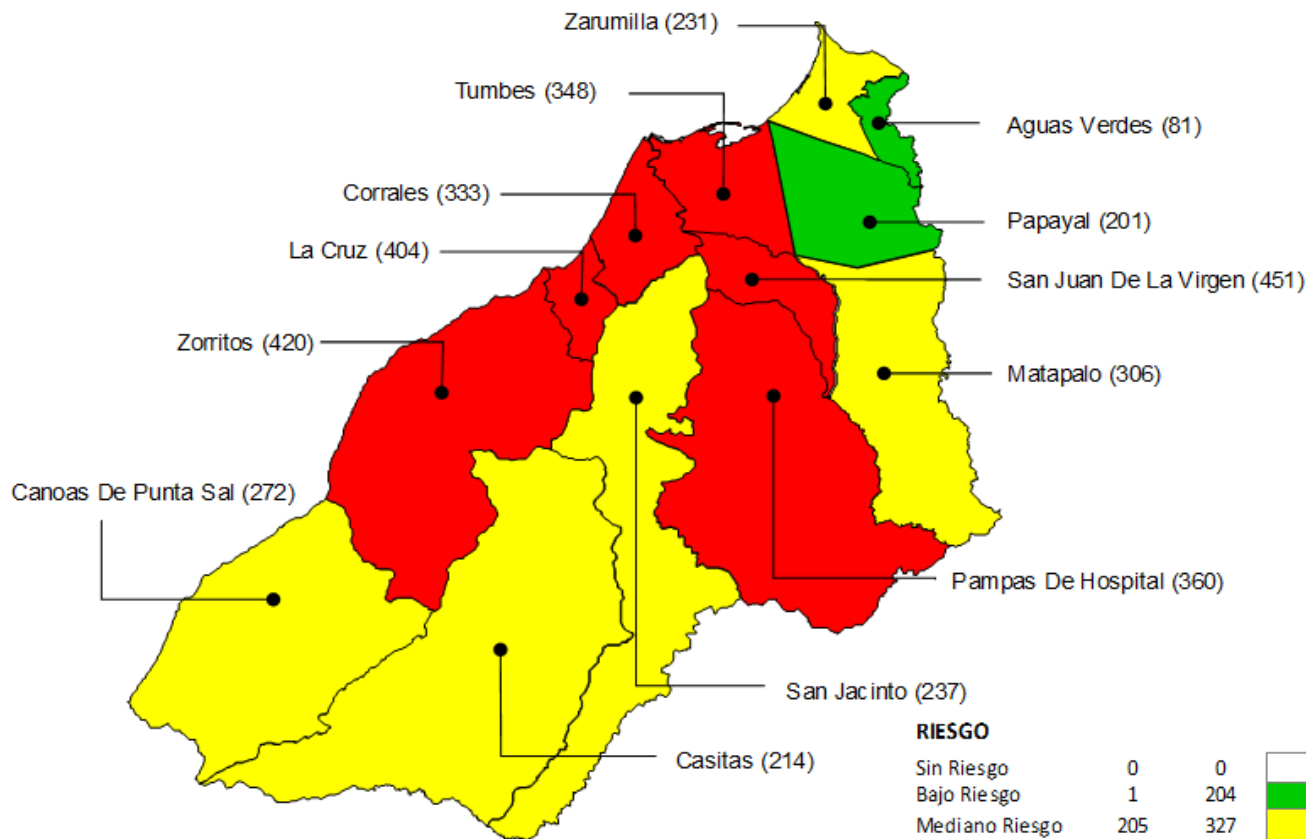 Zarumilla (231)
Tumbes (348)
Aguas Verdes (81)
Corrales (333)
Papayal (201)
La Cruz (404)
San Juan De La Virgen (451)
Zorritos (420)
Matapalo (306)
Canoas De Punta Sal (272)
Pampas De Hospital (360)
San Jacinto (237)
Casitas (214)
RIESGO
Sin Riesgo 0 0
Bajo Riesgo 1 204
Mediano Riesgo 205 327